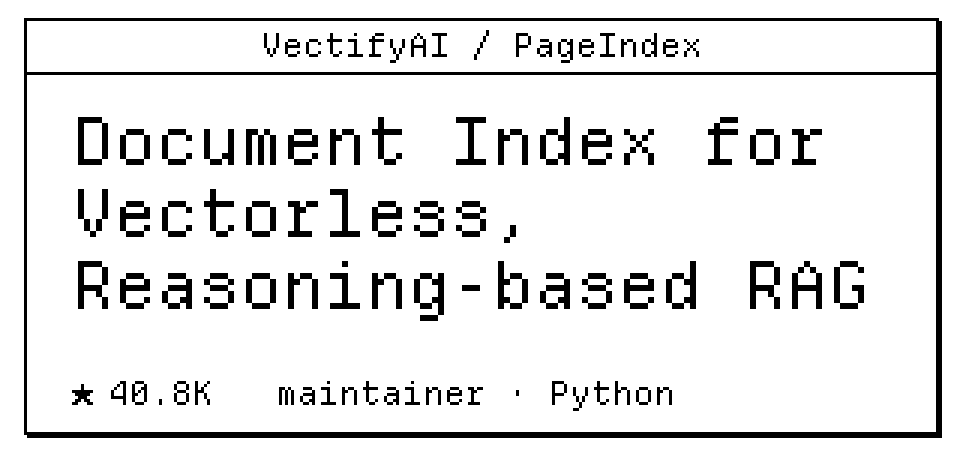 VectifyAI / PageIndex
Document Index for
Vectorless,
Reasoning-based RAG
★ 40.8K maintainer · Python